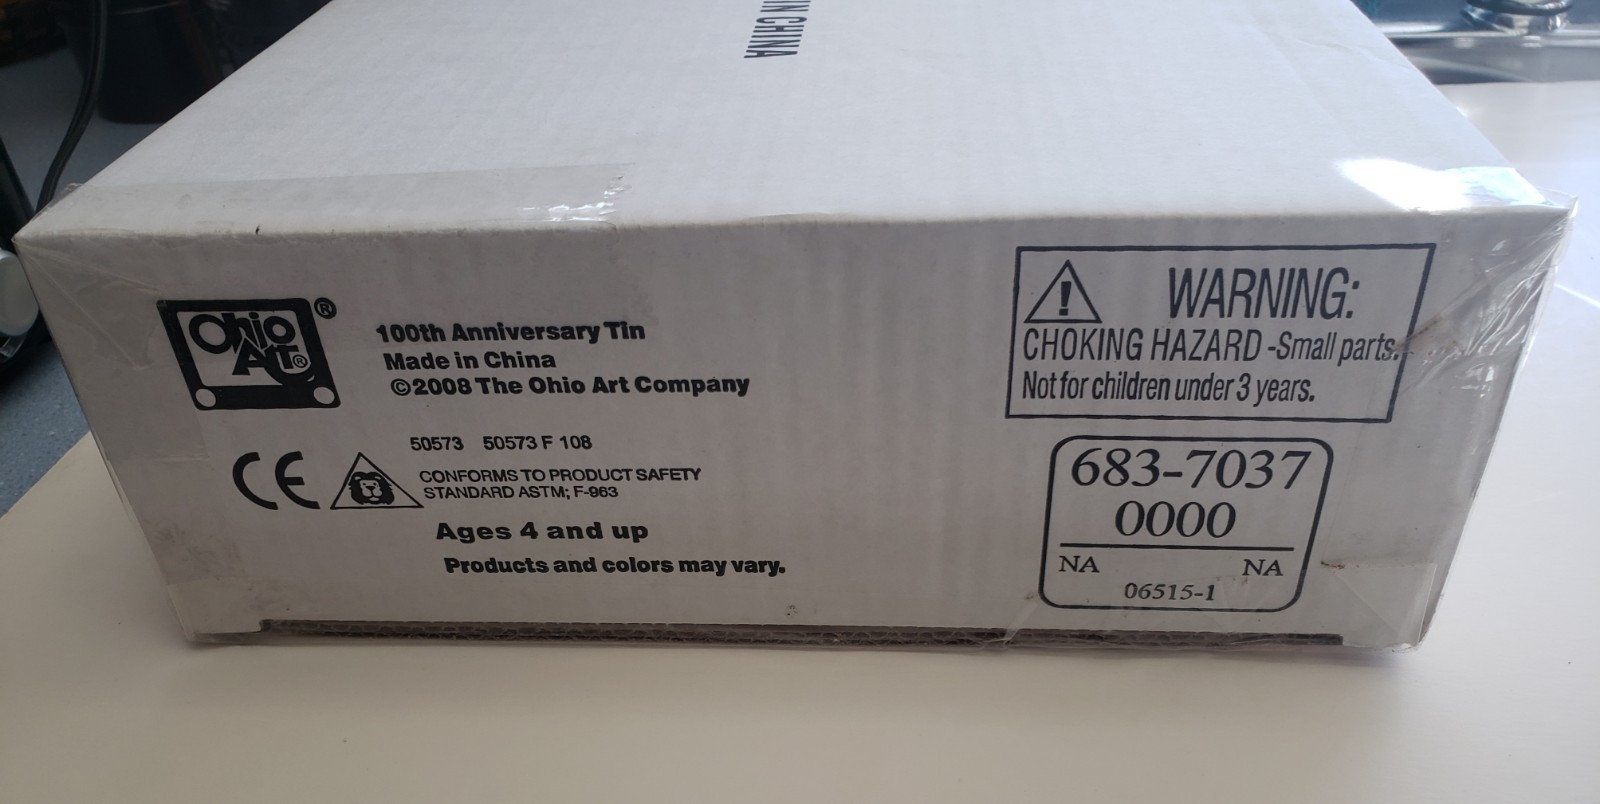 IN CHINA
Ohio
Art®
®
100th Anniversary Tin
Made in China
©2008 The Ohio Art Company
50573 50573 F 108
CE
CONFORMS TO PRODUCT SAFETY
STANDARD ASTM; F-963
Ages 4 and up
Products and colors may vary.
! WARNING:
CHOKING HAZARD -Small parts.
Not for children under 3 years.
683-7037
0000
NA NA
06515-1